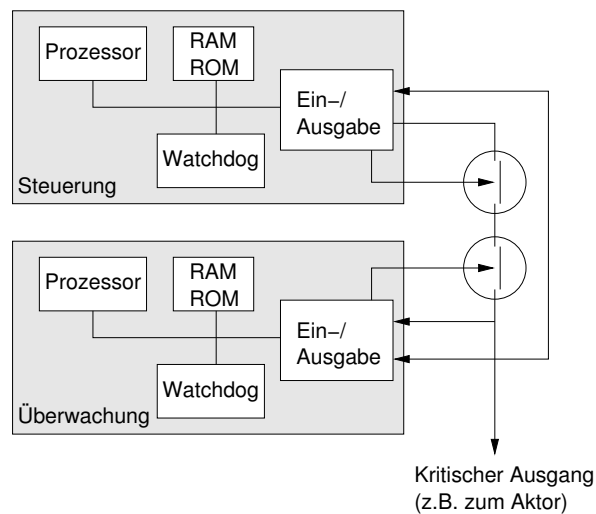 Prozessor
RAM
ROM
Ein−/
Ausgabe
Watchdog
Steuerung
Prozessor
RAM
ROM
Ein−/
Ausgabe
Watchdog
Überwachung
Kritischer Ausgang
(z.B. zum Aktor)